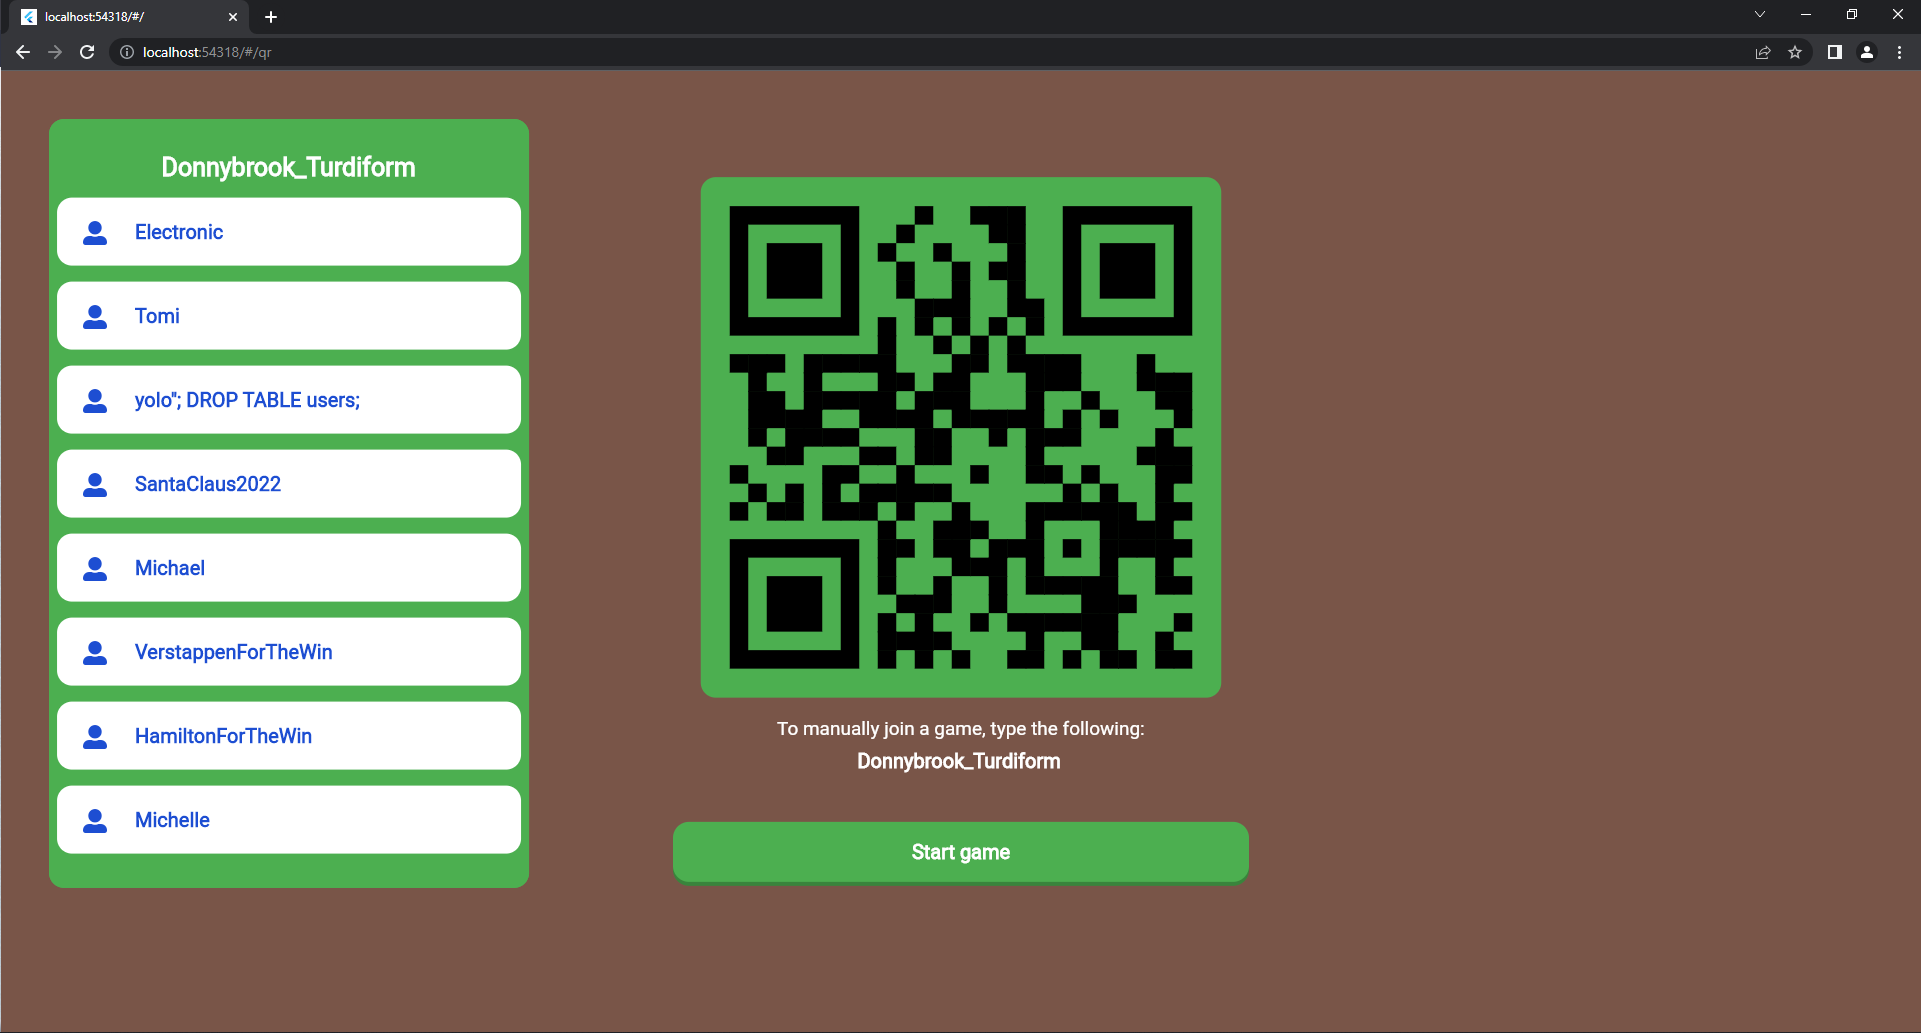 localhost:54318/#/
localhost:54318/#/qr
Donnybrook_Turdiform
Electronic
Tomi
yolo"; DROP TABLE users;
SantaClaus2022
Michael
VerstappenForTheWin
HamiltonForTheWin
Michelle
To manually join a game, type the following:
Donnybrook_Turdiform
Start game